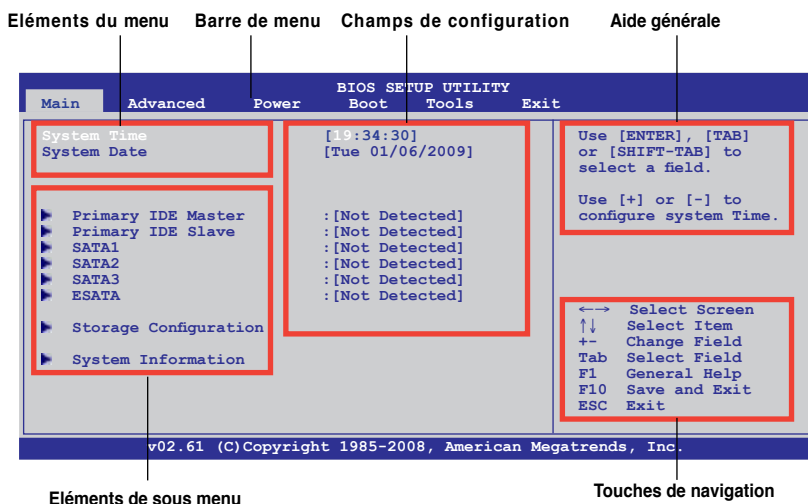 Eléments du menu Barre de menu Champs de configuration Aide générale
BIOS SETUP UTILITY
Main Advanced Power Boot Tools Exit
System Time [19:34:30]
System Date [Tue 01/06/2009]
Use [ENTER], [TAB]
or [SHIFT-TAB] to
select a field.
Use [+] or [-] to
configure system Time.
Primary IDE Master :[Not Detected]
Primary IDE Slave :[Not Detected]
SATA1 :[Not Detected]
SATA2 :[Not Detected]
SATA3 :[Not Detected]
ESATA :[Not Detected]
Storage Configuration
System Information
←→ Select Screen
↑↓ Select Item
+- Change Field
Tab Select Field
F1 General Help
F10 Save and Exit
ESC Exit
v02.61 (C)Copyright 1985-2008, American Megatrends, Inc.
Eléments de sous menu Touches de navigation